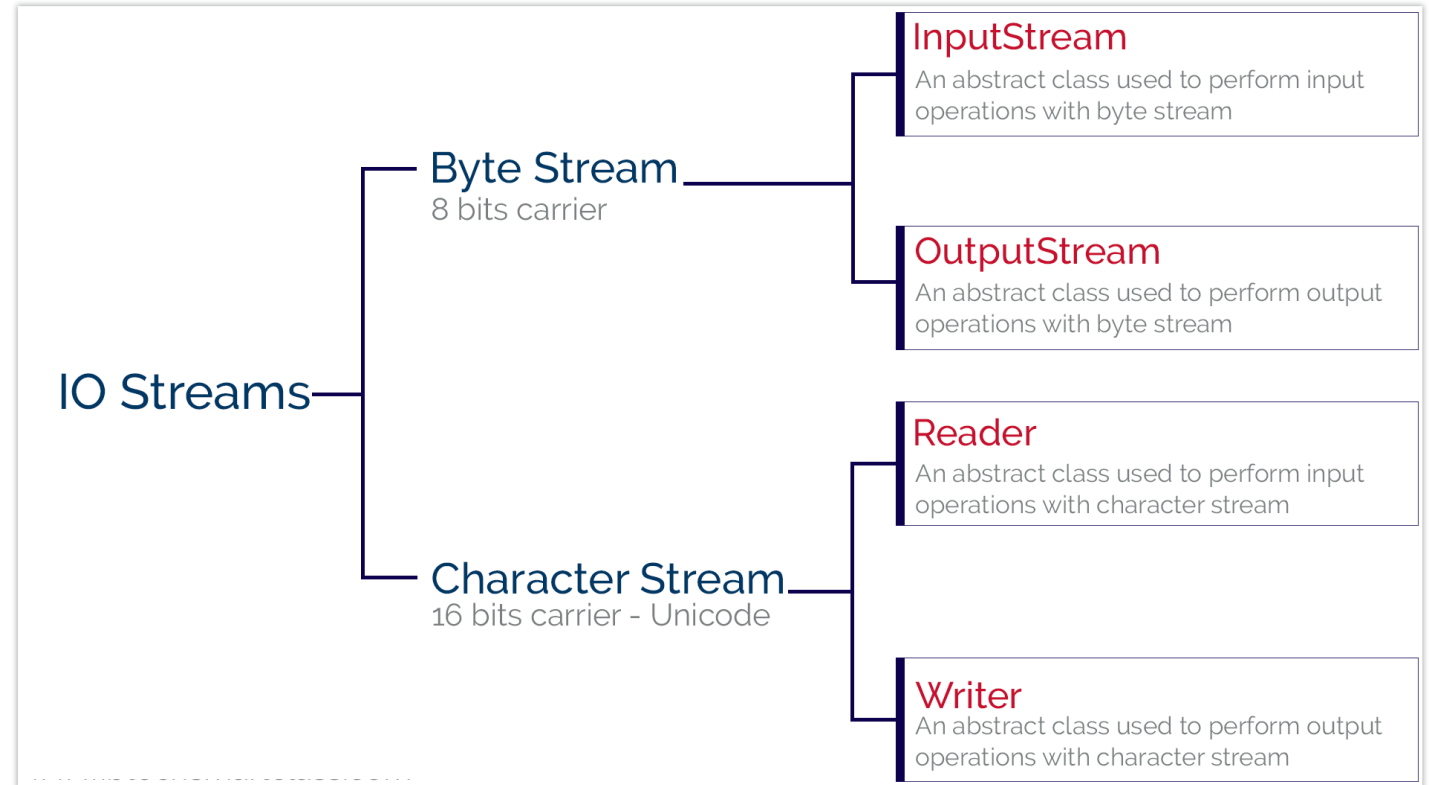 InputStream
An abstract class used to perform input
operations with byte stream
Byte Stream
8 bits carrier
OutputStream
An abstract class used to perform output
operations with byte stream
IO Streams
Reader
An abstract class used to perform input
operations with character stream
Character Stream
16 bits carrier - Unicode
Writer
An abstract class used to perform output
operations with character stream